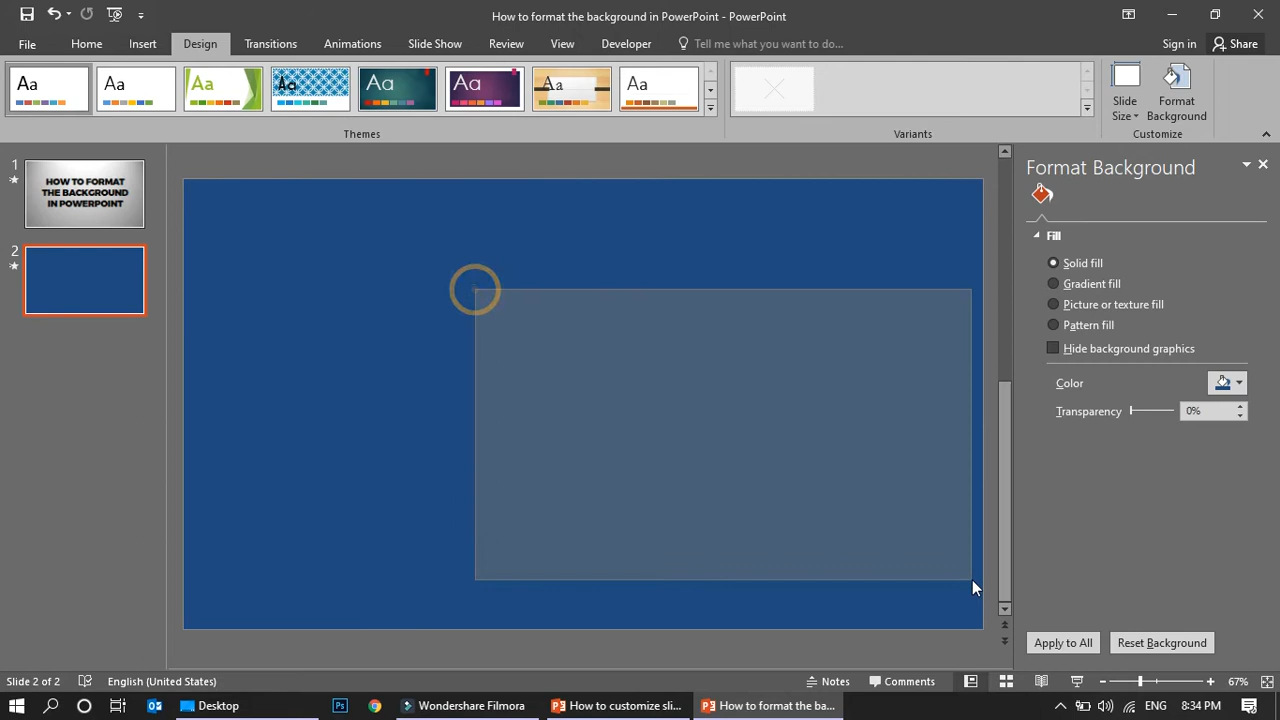 How to format the background in PowerPoint - PowerPoint
File Home Insert Design Transitions Animations Slide Show Review View Developer Tell me what you want to do... Sign in Share
Aa Aa Aa Aa Aa Aa Aa Aa
Slide Size
Format Background
Themes Variants Customize
1
HOW TO FORMAT
THE BACKGROUND
IN POWERPOINT
2
Format Background
Fill
Solid fill
Gradient fill
Picture or texture fill
Pattern fill
Hide background graphics
Color
Transparency 0%
Apply to All Reset Background
Slide 2 of 2 English (United States) Notes Comments 67%
Desktop Ps Wondershare Filmora How to customize sli... How to format the ba... ENG 8:34 PM